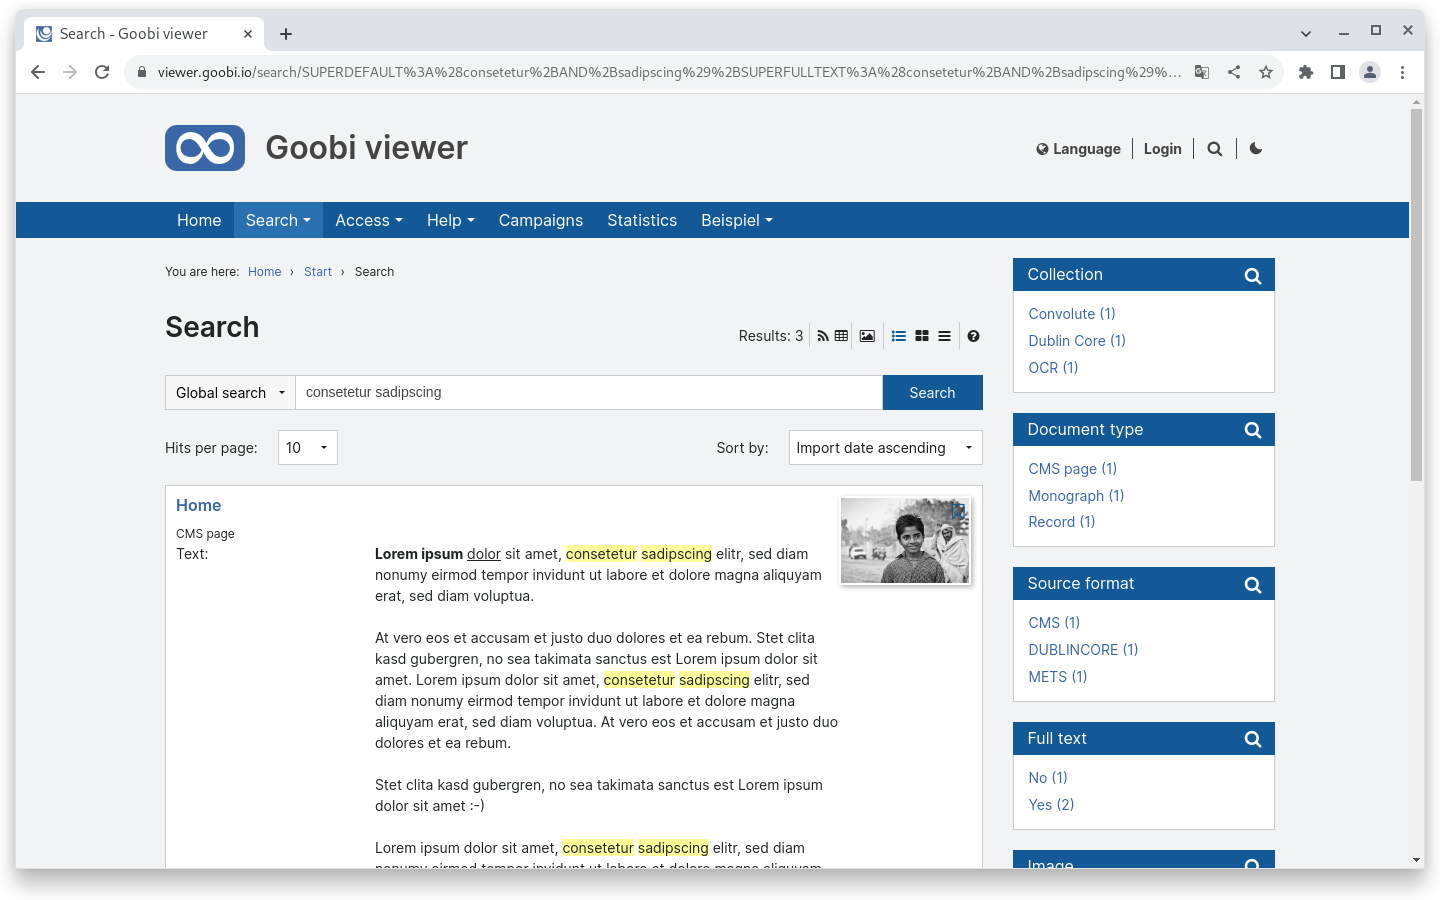 Search - Goobi viewer
viewer.goobi.io/search/SUPERDEFAULT%3A%28consetetur%2BAND%2Bsadipscing%29%2BSUPERFULLTEXT%3A%28consetetur%2BAND%2Bsadipscing%29%...
Goobi viewer
Language
Login
Home
Search
Access
Help
Campaigns
Statistics
Beispiel
You are here: Home › Start › Search
Search
Results: 3
Global search
consetetur sadipscing
Search
Hits per page: 10
Sort by: Import date ascending
Home
CMS page
Text:
Lorem ipsum dolor sit amet, consetetur sadipscing elitr, sed diam
nonumy eirmod tempor invidunt ut labore et dolore magna aliquyam
erat, sed diam voluptua.
At vero eos et accusam et justo duo dolores et ea rebum. Stet clita
kasd gubergren, no sea takimata sanctus est Lorem ipsum dolor sit
amet. Lorem ipsum dolor sit amet, consetetur sadipscing elitr, sed
diam nonumy eirmod tempor invidunt ut labore et dolore magna
aliquyam erat, sed diam voluptua. At vero eos et accusam et justo duo
dolores et ea rebum.
Stet clita kasd gubergren, no sea takimata sanctus est Lorem ipsum
dolor sit amet :-)
Lorem ipsum dolor sit amet, consetetur sadipscing elitr, sed diam
nonumy eirmod tempor invidunt ut labore et dolore magna aliquyam
Collection
Convolute (1)
Dublin Core (1)
OCR (1)
Document type
CMS page (1)
Monograph (1)
Record (1)
Source format
CMS (1)
DUBLINCORE (1)
METS (1)
Full text
No (1)
Yes (2)
Image